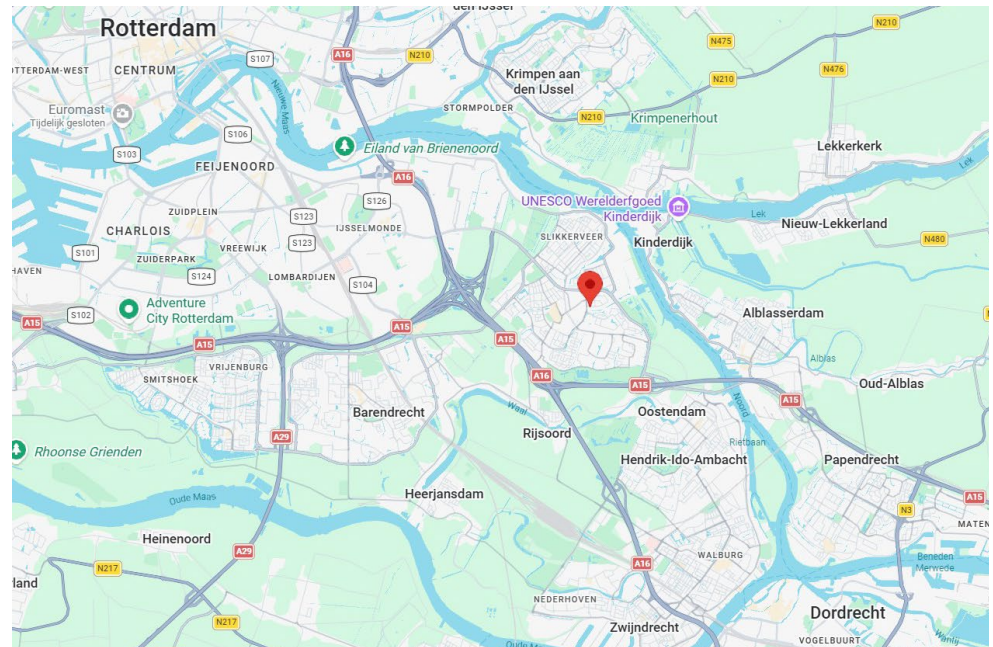 den IJssel
Rotterdam
A16
N210
N210
S107
N475
N476
N210
OTTERDAM-WEST
CENTRUM
Krimpen aan
den IJssel
Nieuwe Maas
Euromast
Tijdelijk gesloten
STORMPOLDER
N210
Krimpenerhout
S106
S103
Eiland van Brienenoord
Lekkerkerk
FEIJENOORD
A16
Lek
S126
UNESCO Werelderfgoed
Kinderdijk
ZUIDPLEIN
S123
Lek
Nieuw-Lekkerland
CHARLOIS
IJSSELMONDE
SLIKKERVEER
Kinderdijk
N480
S101
VREEWIJK
S123
ZUIDERPARK
HAVEN
S124
LOMBARDIJEN
S104
Adventure
City Rotterdam
S102
A15
A15
Alblasserdam
A15
A15
Alblas
VRIJENBURG
SMITSHOEK
A16
A15
Oud-Alblas
Noord
A15
Barendrecht
Waal
Oostendam
A29
Rijsoord
Rietbaan
Rhoonse Grienden
Hendrik-Ido-Ambacht
Papendrecht
Oude Maas
Heerjansdam
A15
N3
MATEN
Heinenoord
A29
A16
WALBURG
Beneden
Merwede
N217
rland
NEDERHOVEN
Dordrecht
N217
Zwijndrecht
VOGELBUURT
Wantij
Oude Maas